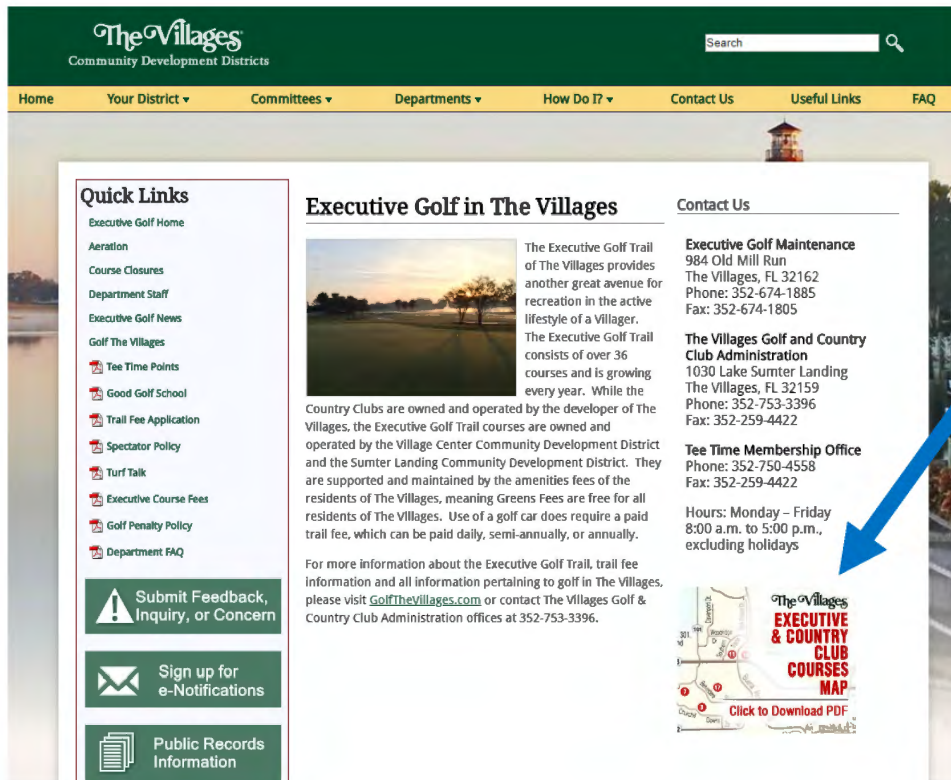 The Villages
Community Development Districts
Search
Home
Your District
Committees
Departments
How Do I?
Contact Us
Useful Links
FAQ
Quick Links
Executive Golf Home
Aeration
Course Closures
Department Staff
Executive Golf News
Golf The Villages
Tee Time Points
Good Golf School
Trail Fee Application
Spectator Policy
Turf Talk
Executive Course Fees
Golf Penalty Policy
Department FAQ
Submit Feedback,
Inquiry, or Concern
Sign up for
e-Notifications
Public Records
Information
Executive Golf in The Villages
The Executive Golf Trail
of The Villages provides
another great avenue for
recreation in the active
lifestyle of a Villager.
The Executive Golf Trail
consists of over 36
courses and is growing
every year. While the
Country Clubs are owned and operated by the developer of The
Villages, the Executive Golf Trail courses are owned and
operated by the Village Center Community Development District
and the Sumter Landing Community Development District. They
are supported and maintained by the amenities fees of the
residents of The Villages, meaning Greens Fees are free for all
residents of The Villages. Use of a golf car does require a paid
trail fee, which can be paid daily, semi-annually, or annually.
For more information about the Executive Golf Trail, trail fee
information and all information pertaining to golf in The Villages,
please visit GolfTheVillages.com or contact The Villages Golf &
Country Club Administration offices at 352-753-3396.
Contact Us
Executive Golf Maintenance
984 Old Mill Run
The Villages, FL 32162
Phone: 352-674-1885
Fax: 352-674-1805
The Villages Golf and Country
Club Administration
1030 Lake Sumter Landing
The Villages, FL 32159
Phone: 352-753-3396
Fax: 352-259-4422
Tee Time Membership Office
Phone: 352-750-4558
Fax: 352-259-4422
Hours: Monday – Friday
8:00 a.m. to 5:00 p.m.,
excluding holidays
The Villages
EXECUTIVE
& COUNTRY
CLUB
COURSES
MAP
Click to Download PDF